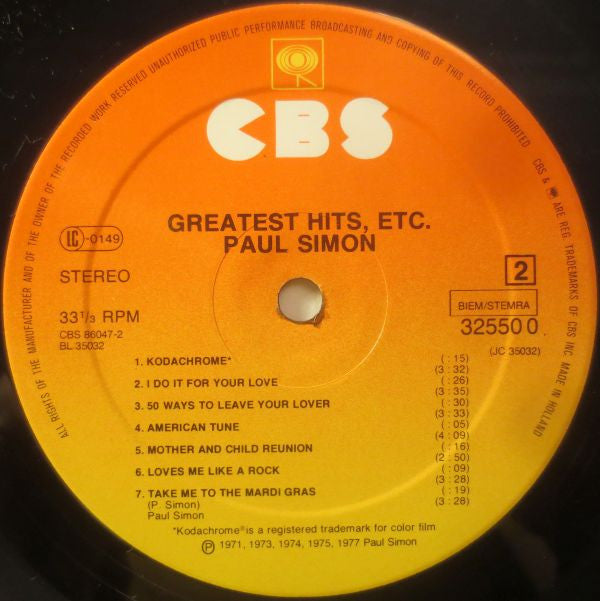 ALL RIGHTS OF THE MANUFACTURER AND OF THE OWNER OF THE RECORDED WORK RESERVED UNAUTHORIZED PUBLIC PERFORMANCE BROADCASTING AND COPYING OF THIS RECORD PROHIBITED CBS & ARE REG. TRADEMARKS OF CBS INC. MADE IN HOLLAND
CBS
GREATEST HITS, ETC.
PAUL SIMON
LC-0149
STEREO
2
BIEM/STEMRA
33 1/3 RPM
32550 0
CBS 86047-2
BL 35032
(JC 35032)
1. KODACHROME* ( : 15)
(3 : 32)
2. I DO IT FOR YOUR LOVE ( : 26)
(3 : 35)
3. 50 WAYS TO LEAVE YOUR LOVER ( : 30)
(3 : 33)
4. AMERICAN TUNE ( : 05)
(4 : 09)
5. MOTHER AND CHILD REUNION ( : 16)
(2 : 50)
6. LOVES ME LIKE A ROCK ( : 09)
(3 : 28)
7. TAKE ME TO THE MARDI GRAS ( : 19)
(P. Simon) (3 : 28)
Paul Simon
*Kodachrome® is a registered trademark for color film
Ⓟ 1971, 1973, 1974, 1975, 1977 Paul Simon